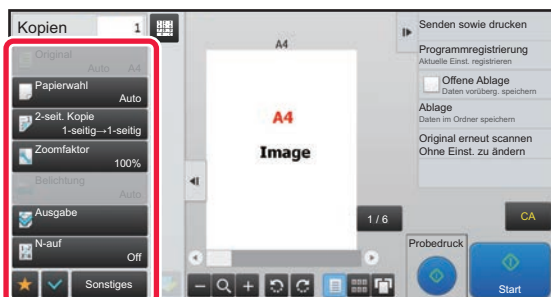 Kopien 1
Original
Auto A4
Papierwahl
Auto
2-seit. Kopie
1-seitig→1-seitig
Zoomfaktor
100%
Belichtung
Auto
Ausgabe
N-auf
Off
Sonstiges
A4
A4
Image
1 / 6
Senden sowie drucken
Programmregistrierung
Aktuelle Einst. registrieren
Offene Ablage
Daten vorüberg. speichern
Ablage
Daten im Ordner speichern
Original erneut scannen
Ohne Einst. zu ändern
CA
Probedruck
Start